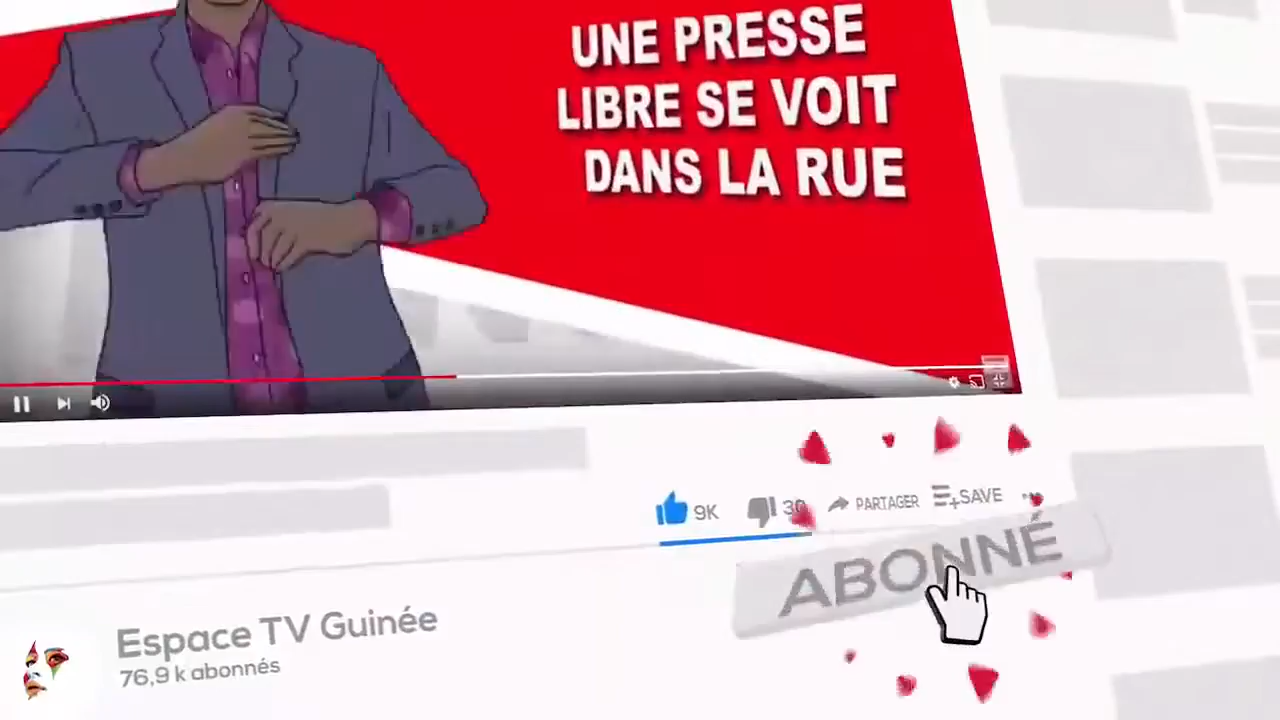 UNE PRESSE
LIBRE SE VOIT
DANS LA RUE
9K
PARTAGER
SAVE
ABONNÉ
Espace TV Guinée
76,9 k abonnés